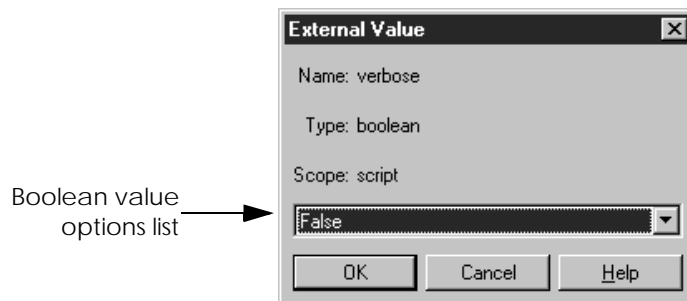 External Value
Name: verbose
Type: boolean
Scope: script
Boolean value
options list
False
OK Cancel Help